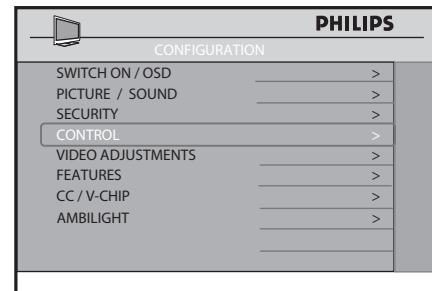 PHILIPS
CONFIGURATION
SWITCH ON / OSD >
PICTURE / SOUND >
SECURITY >
CONTROL >
VIDEO ADJUSTMENTS >
FEATURES >
CC / V-CHIP >
AMBILIGHT >